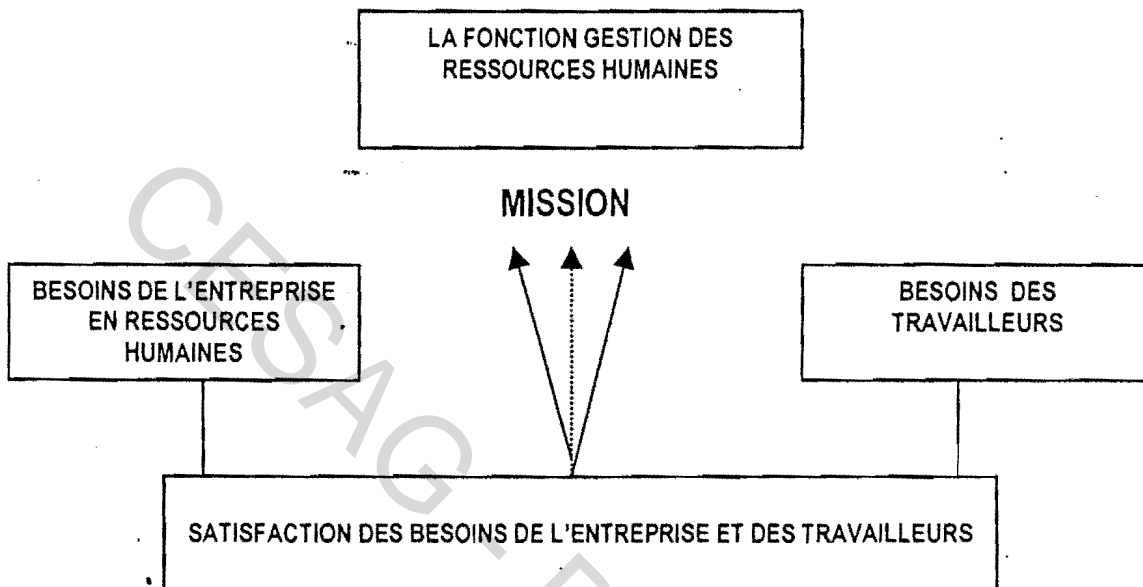 LA FONCTION GESTION DES
RESSOURCES HUMAINES
MISSION
BESOINS DE L'ENTREPRISE
EN RESSOURCES
HUMAINES
BESOINS DES
TRAVAILLEURS
SATISFACTION DES BESOINS DE L'ENTREPRISE ET DES TRAVAILLEURS
CESAG -